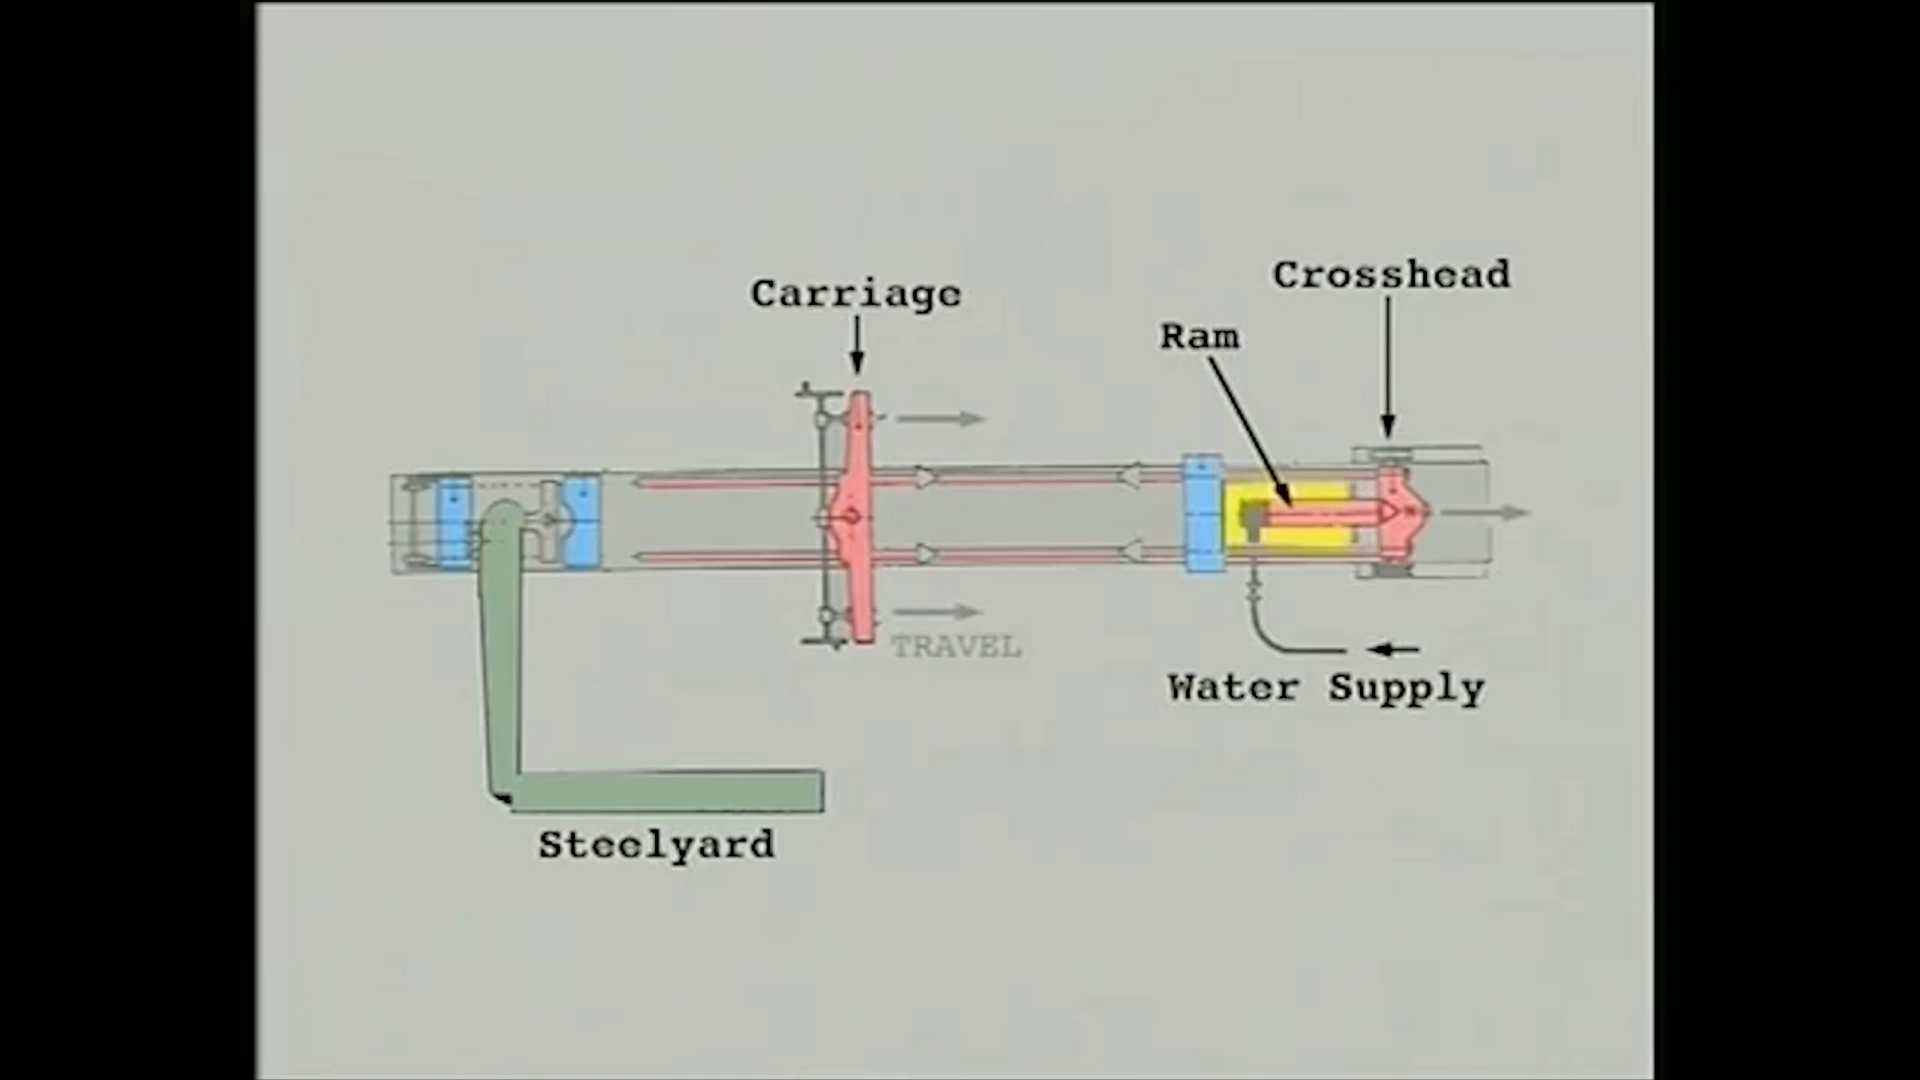 Crosshead
Carriage
Ram
TRAVEL
Water Supply
Steelyard